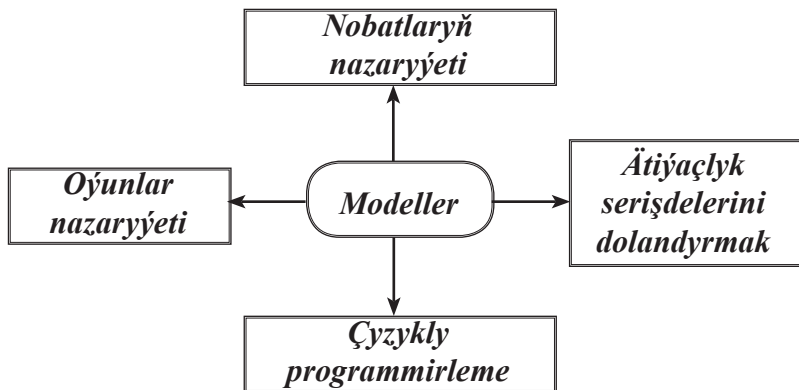 Nobatlaryň
nazaryýeti
Oýunlar
nazaryýeti
Modeller
Ätiýaçlyk
serişdelerini
dolandyrmak
Çyzykly
programmirleme